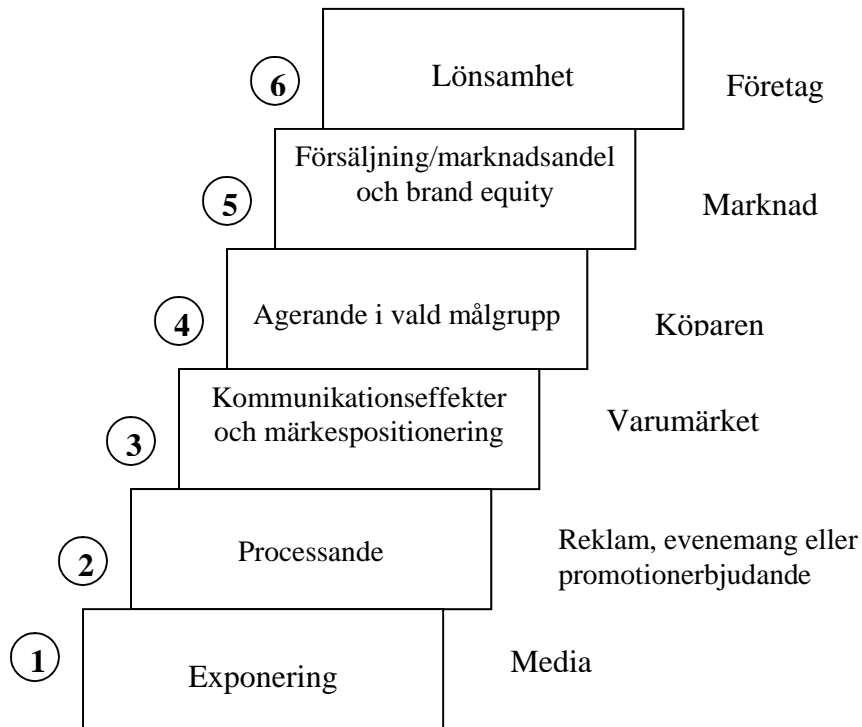 6
Lönsamhet
Företag
5
Försäljning/marknadsandel
och brand equity
Marknad
4
Agerande i vald målgrupp
Köparen
3
Kommunikationseffekter
och märkespositionering
Varumärket
2
Processande
Reklam, evenemang eller
promotionerbjudande
1
Exponering
Media